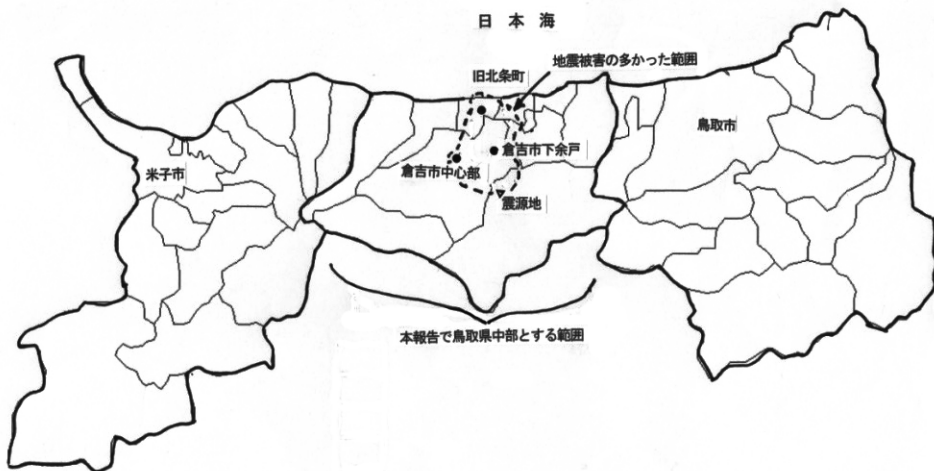 日本海
地震被害の多かった範囲
旧北条町
鳥取市
倉吉市下余戸
倉吉市中心部
米子市
震源地
本報告で鳥取県中部とする範囲